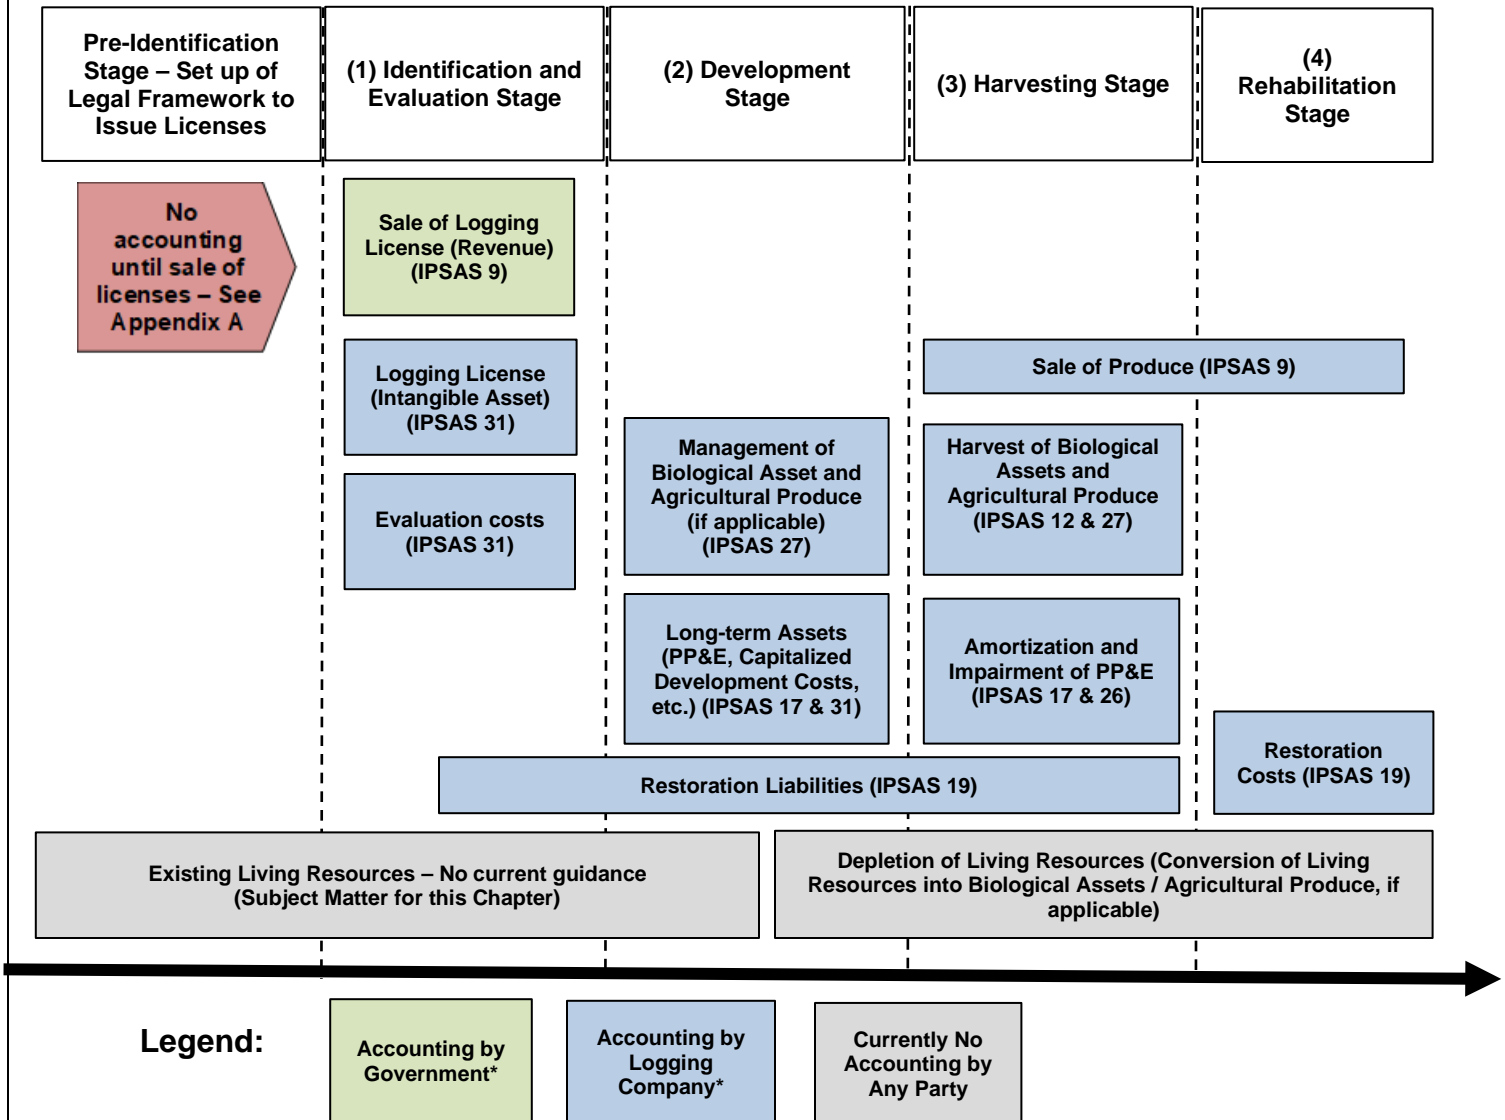 Pre-Identification
Stage – Set up of
Legal Framework to
Issue Licenses
(1) Identification and
Evaluation Stage
(2) Development
Stage
(3) Harvesting Stage
(4)
Rehabilitation
Stage
No
accounting
until sale of
licenses – See
Appendix A
Sale of Logging
License (Revenue)
(IPSAS 9)
Logging License
(Intangible Asset)
(IPSAS 31)
Evaluation costs
(IPSAS 31)
Management of
Biological Asset and
Agricultural Produce
(if applicable)
(IPSAS 27)
Long-term Assets
(PP&E, Capitalized
Development Costs,
etc.) (IPSAS 17 & 31)
Sale of Produce (IPSAS 9)
Harvest of Biological
Assets and
Agricultural Produce
(IPSAS 12 & 27)
Amortization and
Impairment of PP&E
(IPSAS 17 & 26)
Restoration
Costs (IPSAS 19)
Restoration Liabilities (IPSAS 19)
Existing Living Resources – No current guidance
(Subject Matter for this Chapter)
Depletion of Living Resources (Conversion of Living
Resources into Biological Assets / Agricultural Produce, if
applicable)
Legend:
Accounting by
Government*
Accounting by
Logging
Company*
Currently No
Accounting by
Any Party